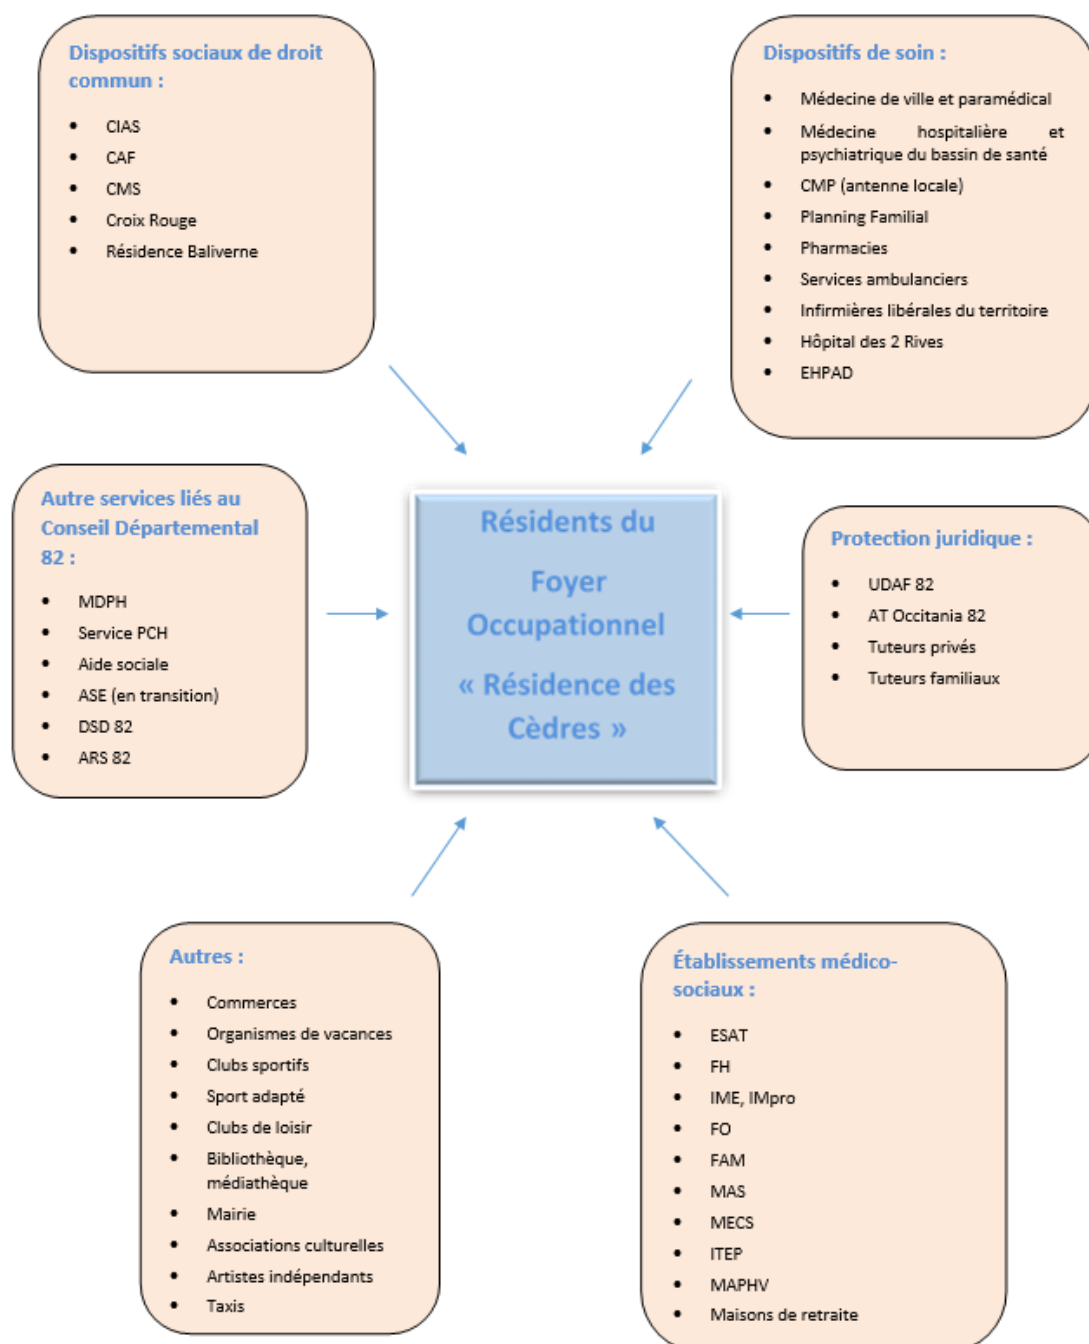 Dispositifs sociaux de droit
commun :
• CIAS
• CAF
• CMS
• Croix Rouge
• Résidence Baliverne
Dispositifs de soin :
• Médecine de ville et paramédical
• Médecine hospitalière et
psychiatrique du bassin de santé
• CMP (antenne locale)
• Planning Familial
• Pharmacies
• Services ambulanciers
• Infirmières libérales du territoire
• Hôpital des 2 Rives
• EHPAD
Autre services liés au
Conseil Départemental
82 :
• MDPH
• Service PCH
• Aide sociale
• ASE (en transition)
• DSD 82
• ARS 82
Résidents du
Foyer
Occupationnel
« Résidence des
Cèdres »
Protection juridique :
• UDAF 82
• AT Occitania 82
• Tuteurs privés
• Tuteurs familiaux
Autres :
• Commerces
• Organismes de vacances
• Clubs sportifs
• Sport adapté
• Clubs de loisir
• Bibliothèque,
médiathèque
• Mairie
• Associations culturelles
• Artistes indépendants
• Taxis
Établissements médico-
sociaux :
• ESAT
• FH
• IME, IMpro
• FO
• FAM
• MAS
• MECS
• ITEP
• MAPHV
• Maisons de retraite